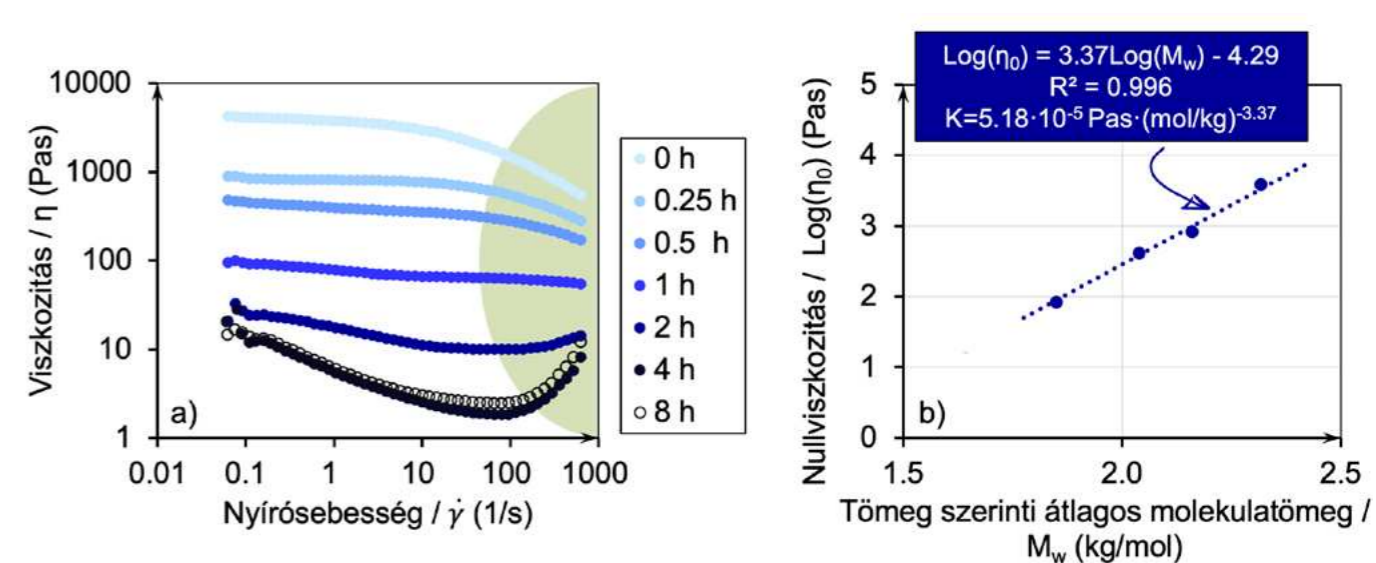 10000
1000
100
10
1
Viszkozitás / η (Pas)
a)
0.01 0.1 1 10 100 1000
Nyírósebesség / γ̇ (1/s)
0 h
0.25 h
0.5 h
1 h
2 h
4 h
8 h
Log(η₀) = 3.37Log(M_w) - 4.29
R² = 0.996
K=5.18·10⁻⁵ Pas·(mol/kg)⁻³·³⁷
5
4
3
2
1
0
Nullviszkozitás / Log(η₀) (Pas)
b)
1.5 2.0 2.5
Tömeg szerinti átlagos molekulatömeg /
M_w (kg/mol)